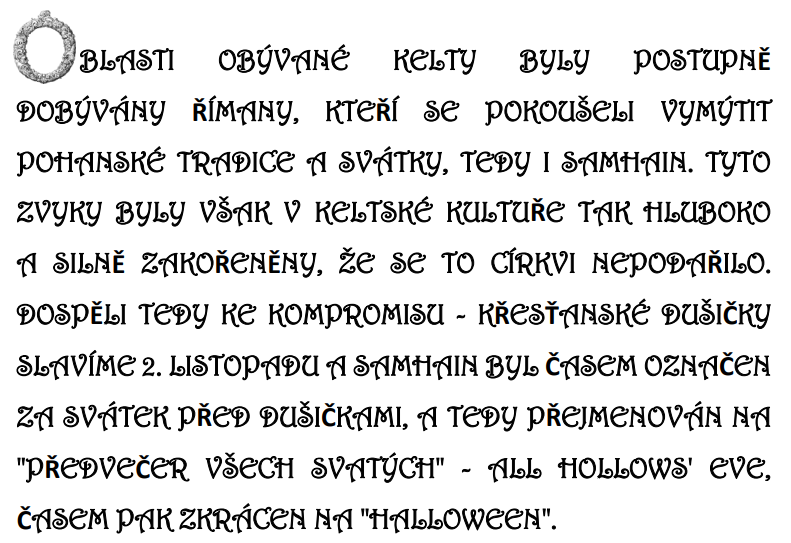 OBLASTI OBÝVANÉ KELTY BYLY POSTUPNĚ
DOBÝVÁNY ŘÍMANY, KTEŘÍ SE POKOUŠELI VYMÝTIT
POHANSKÉ TRADICE A SVÁTKY, TEDY I SAMHAIN. TYTO
ZVYKY BYLY VŠAK V KELTSKÉ KULTUŘE TAK HLUBOKO
A SILNĚ ZAKOŘENĚNY, ŽE SE TO CÍRKVI NEPODAŘILO.
DOSPĚLI TEDY KE KOMPROMISU - KŘESŤANSKÉ DUŠIČKY
SLAVÍME 2. LISTOPADU A SAMHAIN BYL ČASEM OZNAČEN
ZA SVÁTEK PŘED DUŠIČKAMI, A TEDY PŘEJMENOVÁN NA
"PŘEDVEČER VŠECH SVATÝCH" - ALL HOLLOWS' EVE,
ČASEM PAK ZKRÁCEN NA "HALLOWEEN".